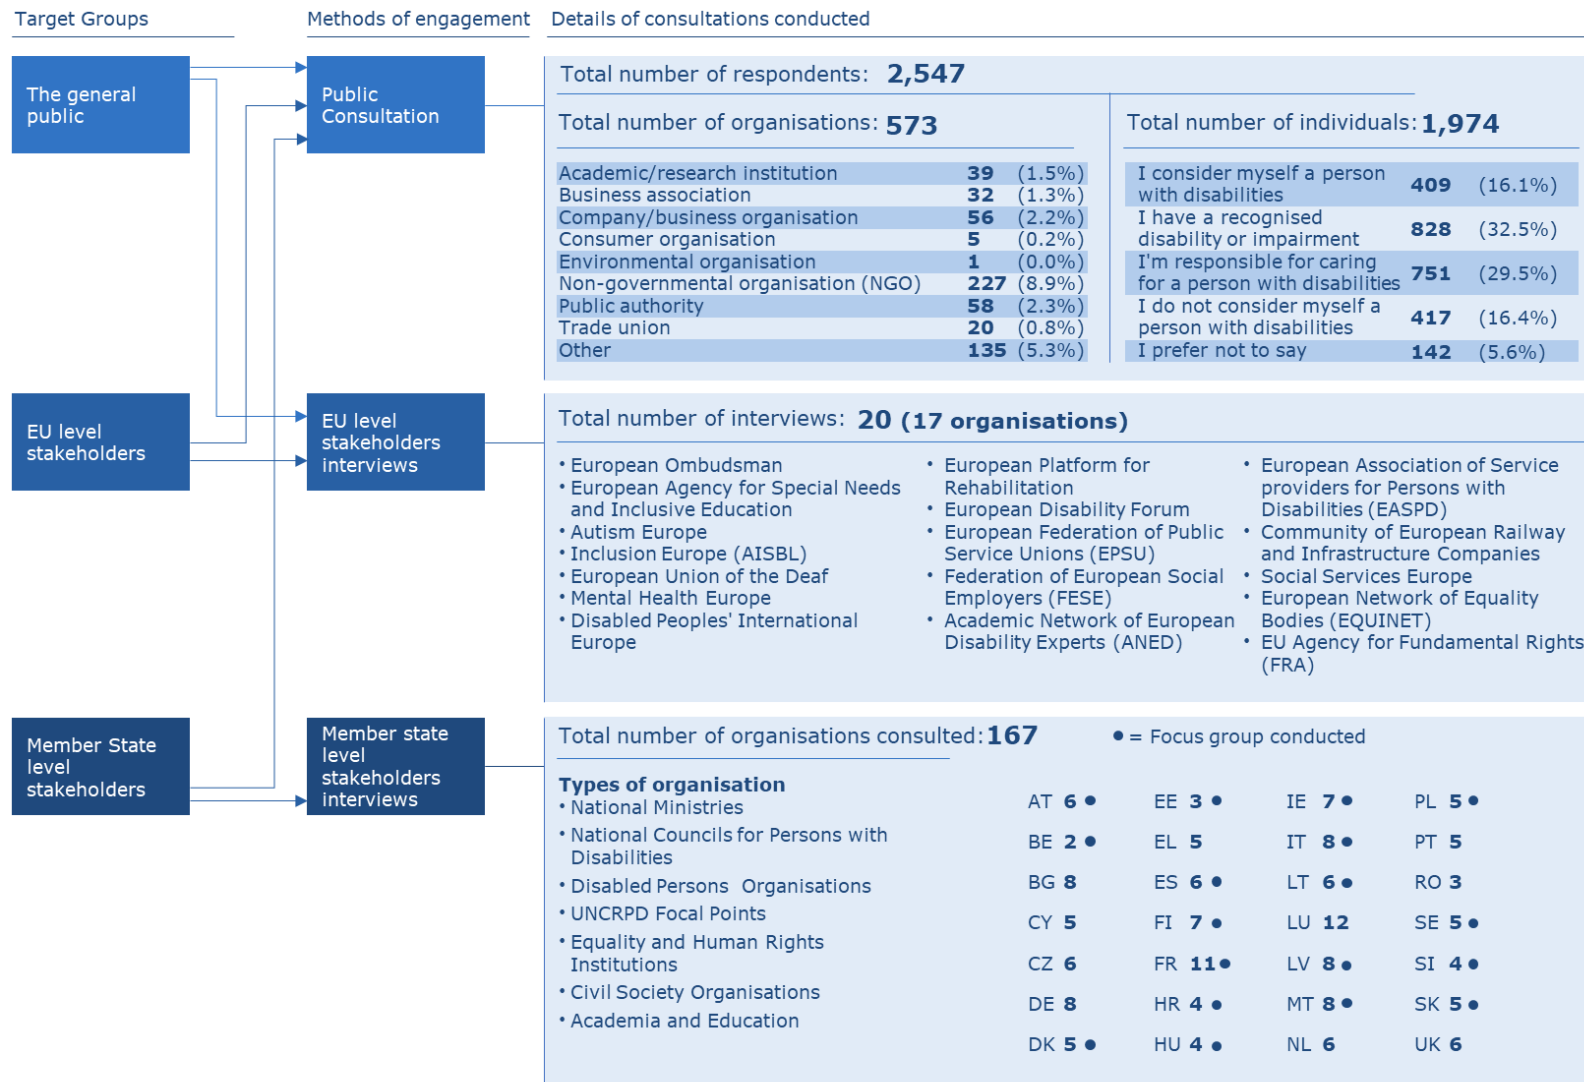 Target Groups
Methods of engagement
Details of consultations conducted
The general
public
Public
Consultation
Total number of respondents: 2,547
Total number of organisations: 573
Academic/research institution 39 (1.5%)
Business association 32 (1.3%)
Company/business organisation 56 (2.2%)
Consumer organisation 5 (0.2%)
Environmental organisation 1 (0.0%)
Non-governmental organisation (NGO) 227 (8.9%)
Public authority 58 (2.3%)
Trade union 20 (0.8%)
Other 135 (5.3%)
Total number of individuals: 1,974
I consider myself a person
with disabilities 409 (16.1%)
I have a recognised
disability or impairment 828 (32.5%)
I'm responsible for caring
for a person with disabilities 751 (29.5%)
I do not consider myself a
person with disabilities 417 (16.4%)
I prefer not to say 142 (5.6%)
EU level
stakeholders
EU level
stakeholders
interviews
Total number of interviews: 20 (17 organisations)
• European Ombudsman
• European Agency for Special Needs
and Inclusive Education
• Autism Europe
• Inclusion Europe (AISBL)
• European Union of the Deaf
• Mental Health Europe
• Disabled Peoples' International
Europe
• European Platform for
Rehabilitation
• European Disability Forum
• European Federation of Public
Service Unions (EPSU)
• Federation of European Social
Employers (FESE)
• Academic Network of European
Disability Experts (ANED)
• European Association of Service
providers for Persons with
Disabilities (EASPD)
• Community of European Railway
and Infrastructure Companies
• Social Services Europe
• European Network of Equality
Bodies (EQUINET)
• EU Agency for Fundamental Rights
(FRA)
Member State
level
stakeholders
Member state
level
stakeholders
interviews
Total number of organisations consulted: 167
● = Focus group conducted
Types of organisation
• National Ministries
• National Councils for Persons with
Disabilities
• Disabled Persons Organisations
• UNCRPD Focal Points
• Equality and Human Rights
Institutions
• Civil Society Organisations
• Academia and Education
AT 6 ● EE 3 ● IE 7 ● PL 5 ●
BE 2 ● EL 5 IT 8 ● PT 5
BG 8 ES 6 ● LT 6 ● RO 3
CY 5 FI 7 ● LU 12 SE 5 ●
CZ 6 FR 11 ● LV 8 ● SI 4 ●
DE 8 HR 4 ● MT 8 ● SK 5 ●
DK 5 ● HU 4 ● NL 6 UK 6